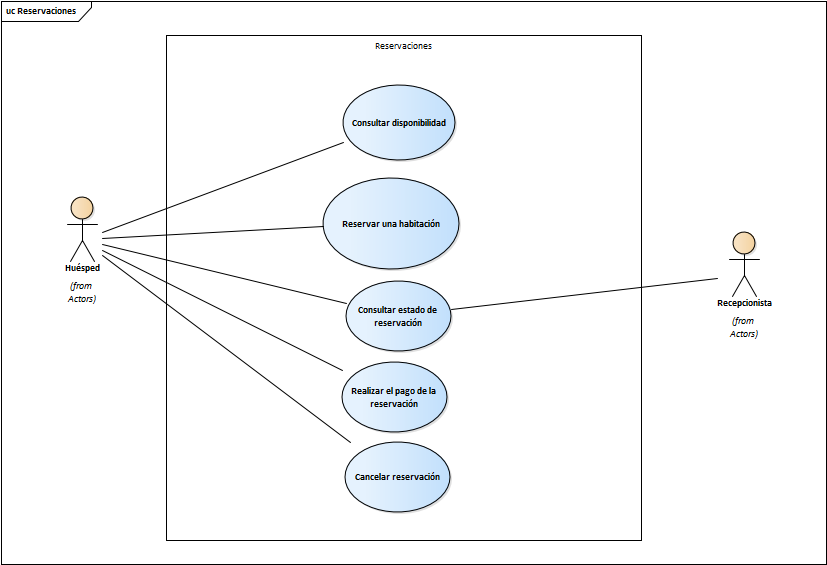 uc Reservaciones
Reservaciones
Consultar disponibilidad
Reservar una habitación
Huésped
(from
Actors)
Consultar estado de
reservación
Recepcionista
(from
Actors)
Realizar el pago de la
reservación
Cancelar reservación